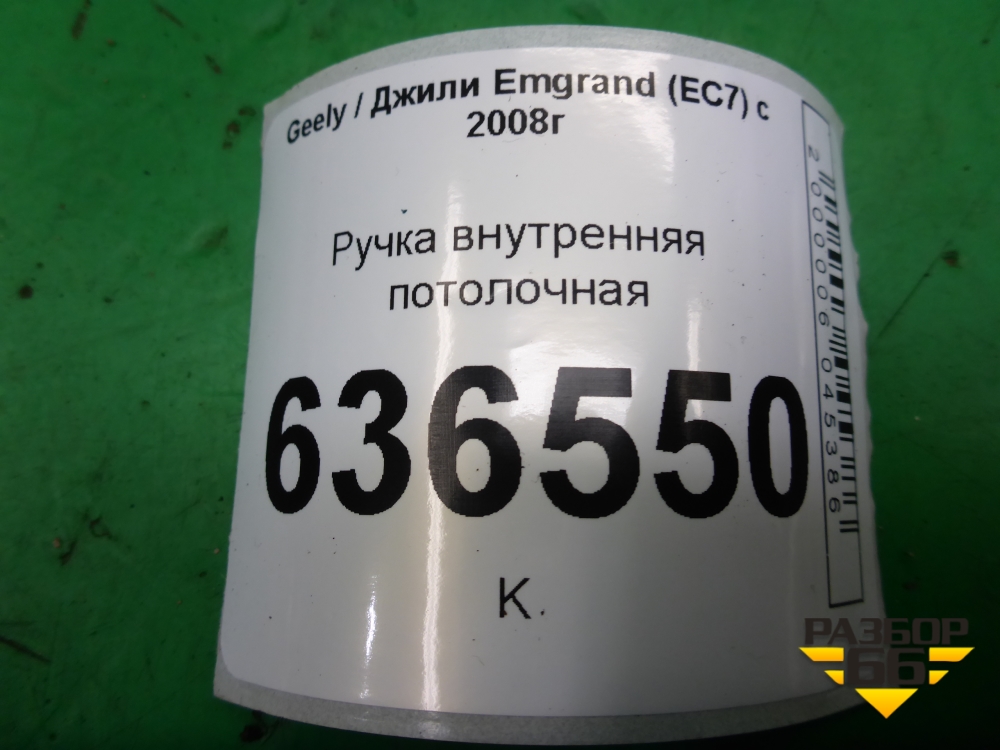 Geely / Джили Emgrand (EC7) с
2008г
Ручка внутренняя
потолочная
636550
К.
2000006045386
РАЗБОР
66